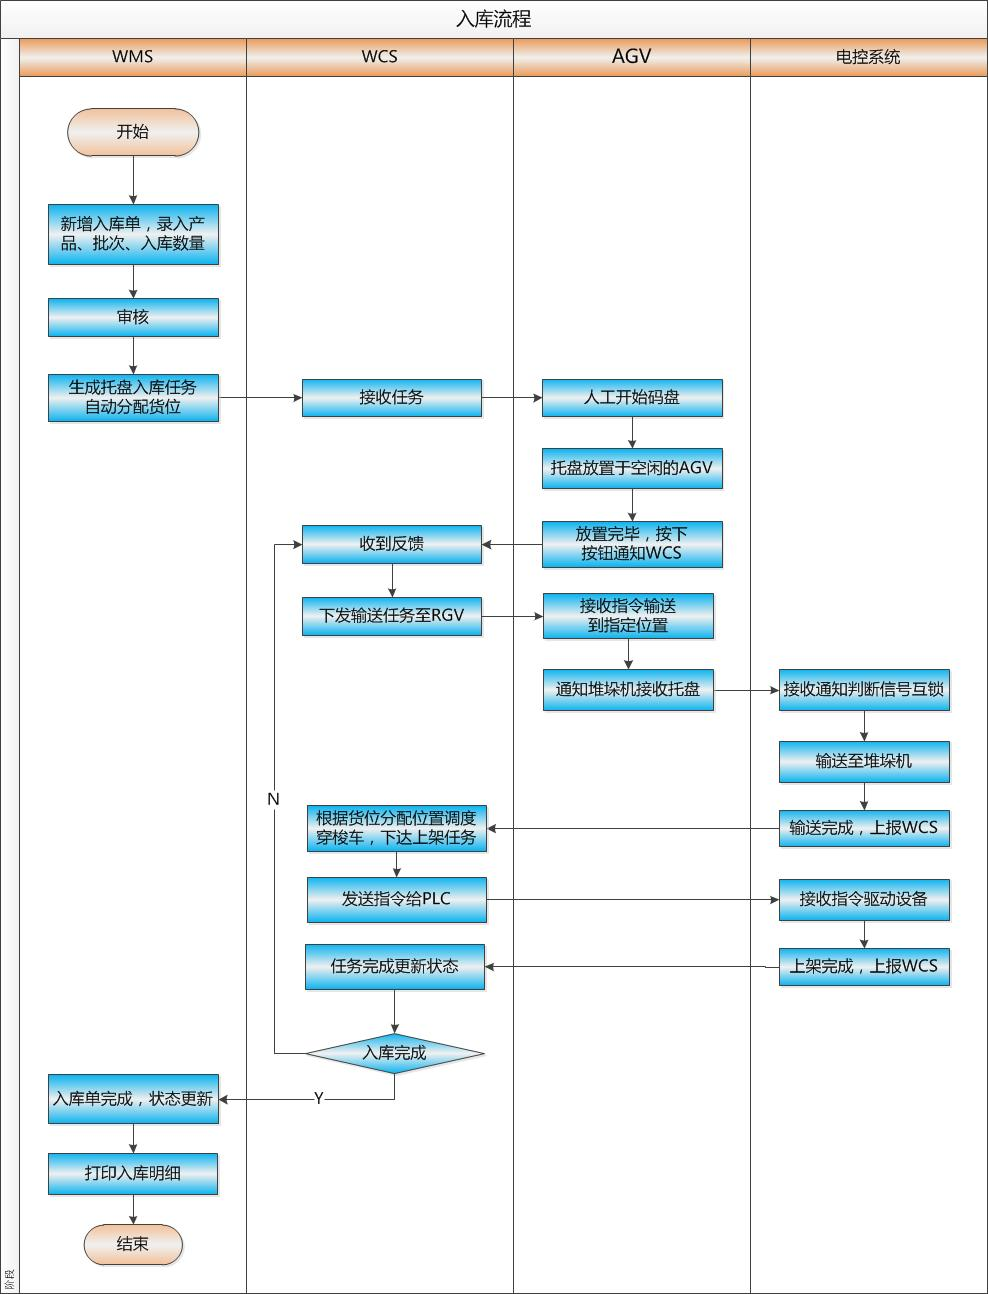 入库流程
WMS
WCS
AGV
电控系统
开始
新增入库单，录入产
品、批次、入库数量
审核
生成托盘入库任务
自动分配货位
接收任务
人工开始码盘
托盘放置于空闲的AGV
放置完毕，按下
按钮通知WCS
收到反馈
下发输送任务至RGV
接收指令输送
到指定位置
通知堆垛机接收托盘
接收通知判断信号互锁
输送至堆垛机
输送完成，上报WCS
N
根据货位分配位置调度
穿梭车，下达上架任务
发送指令给PLC
接收指令驱动设备
上架完成，上报WCS
任务完成更新状态
入库完成
Y
入库单完成，状态更新
打印入库明细
结束
阶段